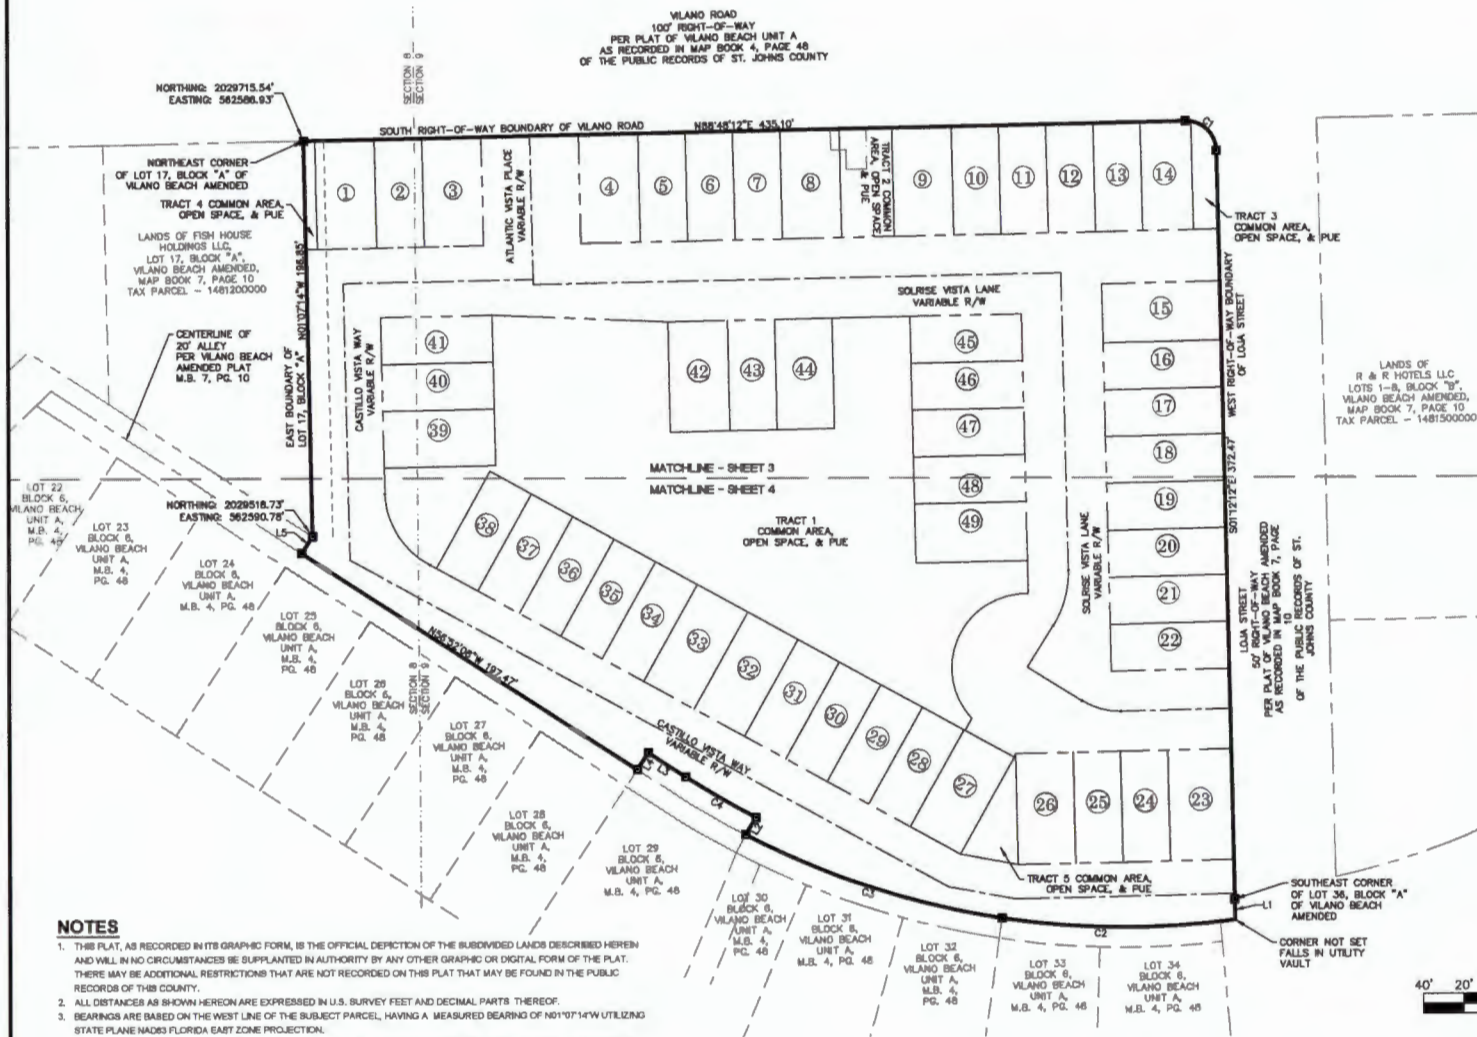 VILANO ROAD
100' RIGHT-OF-WAY
PER PLAT OF VILANO BEACH UNIT A
AS RECORDED IN MAP BOOK 4, PAGE 48
OF THE PUBLIC RECORDS OF ST. JOHNS COUNTY
SECTION 8
SECTION 9
NORTHING: 2029715.54'
EASTING: 562586.93'
SOUTH RIGHT-OF-WAY BOUNDARY OF VILANO ROAD
N88°48'12"E 435.10'
C1
NORTHEAST CORNER
OF LOT 17, BLOCK "A" OF
VILANO BEACH AMENDED
TRACT 4 COMMON AREA,
OPEN SPACE, & PUE
LANDS OF FISH HOUSE
HOLDINGS LLC,
LOT 17, BLOCK "A",
VILANO BEACH AMENDED,
MAP BOOK 7, PAGE 10
TAX PARCEL - 1481200000
1
2
3
ATLANTIC VISTA PLACE
VARIABLE R/W
4
5
6
7
8
TRACT 2 COMMON
AREA, OPEN SPACE,
& PUE
9
10
11
12
13
14
TRACT 3
COMMON AREA,
OPEN SPACE, & PUE
CENTERLINE OF
20' ALLEY
PER VILANO BEACH
AMENDED PLAT
M.B. 7, PG. 10
EAST BOUNDARY OF
LOT 17, BLOCK "A"
N01°07'14"W 196.85'
CASTILLO VISTA WAY
VARIABLE R/W
41
40
39
42
43
44
SOLRISE VISTA LANE
VARIABLE R/W
45
46
47
48
49
15
16
17
18
19
20
21
22
WEST RIGHT-OF-WAY BOUNDARY
OF LOJA STREET
S01°12'12"E 372.47'
LANDS OF
R & R HOTELS LLC
LOTS 1-8, BLOCK "B",
VILANO BEACH AMENDED,
MAP BOOK 7, PAGE 10
TAX PARCEL - 1481500000
MATCHLINE - SHEET 3
MATCHLINE - SHEET 4
NORTHING: 2029518.73'
EASTING: 562590.78'
L5
TRACT 1
COMMON AREA,
OPEN SPACE, & PUE
SOLRISE VISTA LANE
VARIABLE R/W
LOJA STREET
50' RIGHT-OF-WAY
PER PLAT OF VILANO BEACH AMENDED
AS RECORDED IN MAP BOOK 7, PAGE
10
OF THE PUBLIC RECORDS OF ST.
JOHNS COUNTY
38
37
36
35
34
33
32
31
30
29
28
27
26
25
24
23
N56°52'08"W 197.47'
SECTION 8
SECTION 9
CASTILLO VISTA WAY
VARIABLE R/W
L4
L3
C4
L2
C3
C2
L1
TRACT 5 COMMON AREA,
OPEN SPACE, & PUE
SOUTHEAST CORNER
OF LOT 36, BLOCK "A"
OF VILANO BEACH
AMENDED
CORNER NOT SET
FALLS IN UTILITY
VAULT
LOT 22
BLOCK 6,
VILANO BEACH
UNIT A,
M.B. 4,
PG. 48
LOT 23
BLOCK 6,
VILANO BEACH
UNIT A,
M.B. 4,
PG. 48
LOT 24
BLOCK 6,
VILANO BEACH
UNIT A,
M.B. 4, PG. 48
LOT 25
BLOCK 6,
VILANO BEACH
UNIT A,
M.B. 4,
PG. 48
LOT 26
BLOCK 6,
VILANO BEACH
UNIT A,
M.B. 4,
PG. 48
LOT 27
BLOCK 6,
VILANO BEACH
UNIT A,
M.B. 4,
PG. 48
LOT 28
BLOCK 6,
VILANO BEACH
UNIT A,
M.B. 4,
PG. 48
LOT 29
BLOCK 6,
VILANO BEACH
UNIT A,
M.B. 4, PG. 48
LOT 30
BLOCK 6,
VILANO BEACH
UNIT A,
M.B. 4,
PG. 48
LOT 31
BLOCK 6,
VILANO BEACH
UNIT A,
M.B. 4, PG. 48
LOT 32
BLOCK 6,
VILANO BEACH
UNIT A,
M.B. 4,
PG. 48
LOT 33
BLOCK 6,
VILANO BEACH
UNIT A,
M.B. 4, PG. 48
LOT 34
BLOCK 6,
VILANO BEACH
UNIT A,
M.B. 4, PG. 48
40' 20'
NOTES
1. THIS PLAT, AS RECORDED IN ITS GRAPHIC FORM, IS THE OFFICIAL DEPICTION OF THE SUBDIVIDED LANDS DESCRIBED HEREIN
AND WILL IN NO CIRCUMSTANCES BE SUPPLANTED IN AUTHORITY BY ANY OTHER GRAPHIC OR DIGITAL FORM OF THE PLAT.
THERE MAY BE ADDITIONAL RESTRICTIONS THAT ARE NOT RECORDED ON THIS PLAT THAT MAY BE FOUND IN THE PUBLIC
RECORDS OF THIS COUNTY.
2. ALL DISTANCES AS SHOWN HEREON ARE EXPRESSED IN U.S. SURVEY FEET AND DECIMAL PARTS THEREOF.
3. BEARINGS ARE BASED ON THE WEST LINE OF THE SUBJECT PARCEL, HAVING A MEASURED BEARING OF N01°07'14"W UTILIZING
STATE PLANE NAD83 FLORIDA EAST ZONE PROJECTION.